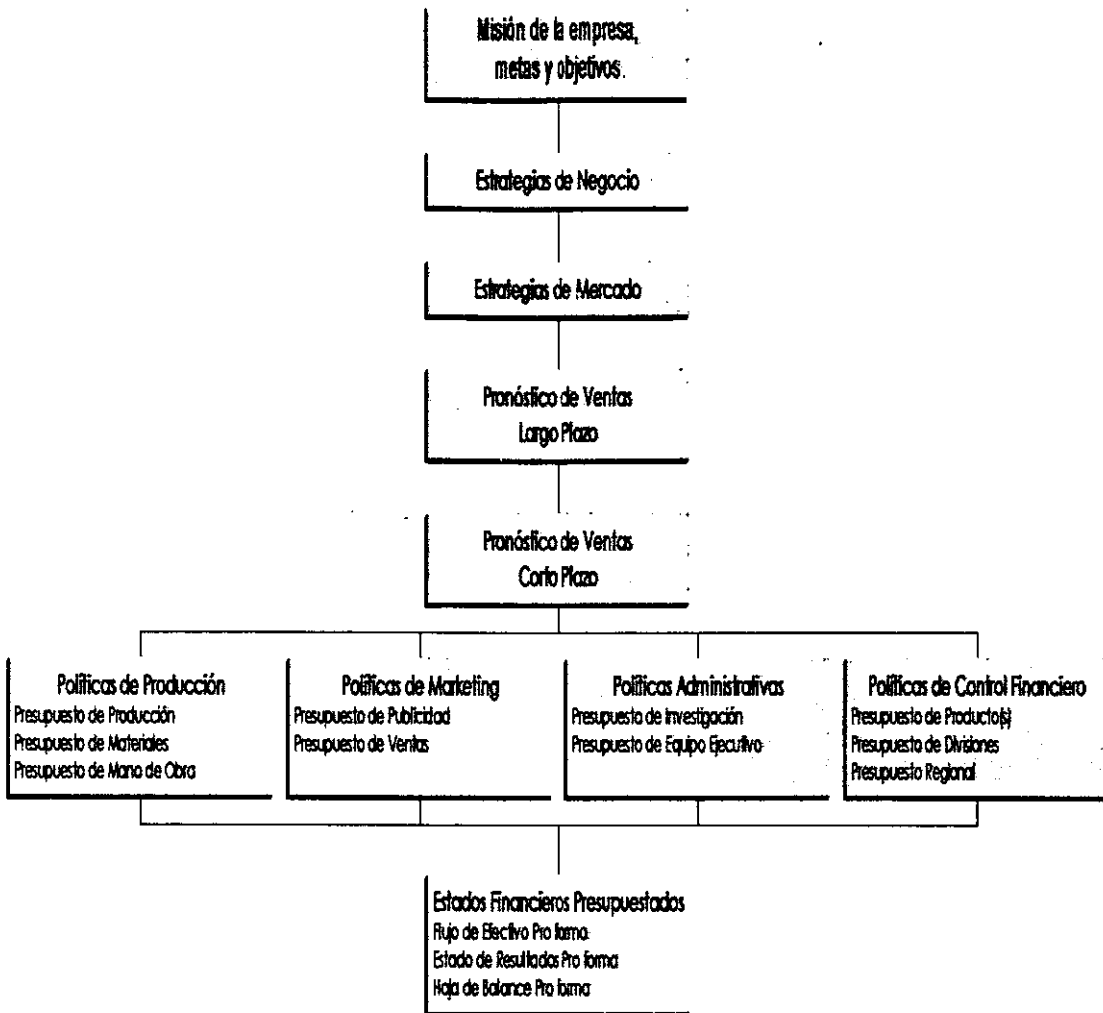 Misión de la empresa,
metas y objetivos.
Estrategias de Negocio
Estrategias de Mercado
Pronóstico de Ventas
Largo Plazo
Pronóstico de Ventas
Corto Plazo
Políticas de Producción
Presupuesto de Producción
Presupuesto de Materiales
Presupuesto de Mano de Obra
Políticas de Marketing
Presupuesto de Publicidad
Presupuesto de Ventas
Políticas Administrativas
Presupuesto de Investigación
Presupuesto de Equipo Ejecutivo
Políticas de Control Financiero
Presupuesto de Producto(s)
Presupuesto de Divisiones
Presupuesto Regional
Estados Financieros Presupuestados
Flujo de Efectivo Pro forma
Estado de Resultados Pro forma
Hoja de Balance Pro forma